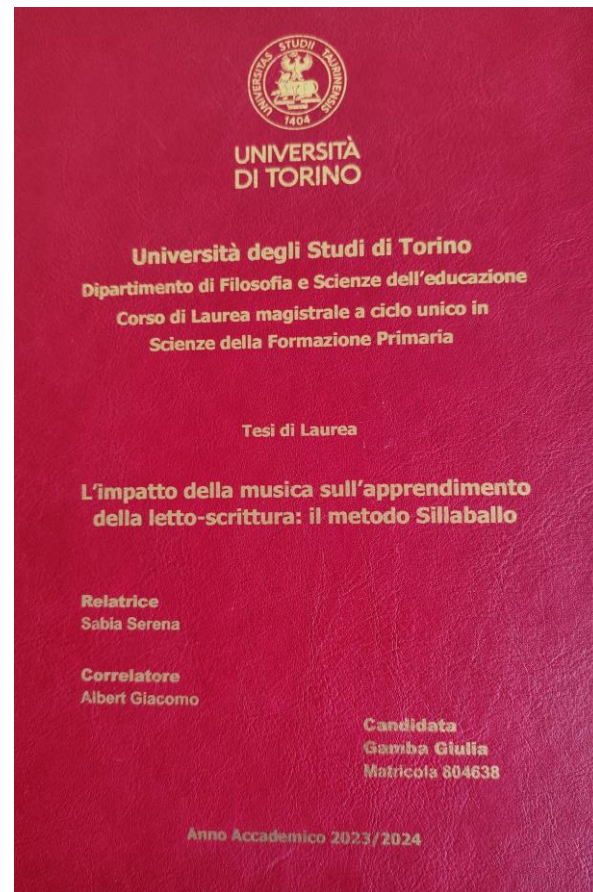 UNIVERSITAS STUDII TAURINENSIS
1404
UNIVERSITÀ
DI TORINO
Università degli Studi di Torino
Dipartimento di Filosofia e Scienze dell'educazione
Corso di Laurea magistrale a ciclo unico in
Scienze della Formazione Primaria
Tesi di Laurea
L'impatto della musica sull'apprendimento
della letto-scrittura: il metodo Sillaballo
Relatrice
Sabia Serena
Correlatore
Albert Giacomo
Candidata
Gamba Giulia
Matricola 804638
Anno Accademico 2023/2024